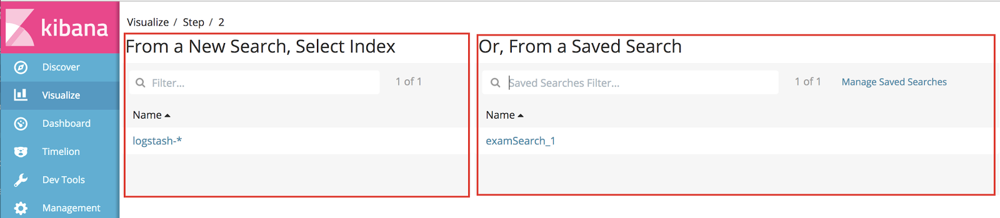 kibana
Discover
Visualize
Dashboard
Timelion
Dev Tools
Management
Visualize / Step / 2
From a New Search, Select Index
Filter...
1 of 1
Name
logstash-*
Or, From a Saved Search
Saved Searches Filter...
1 of 1
Manage Saved Searches
Name
examSearch_1